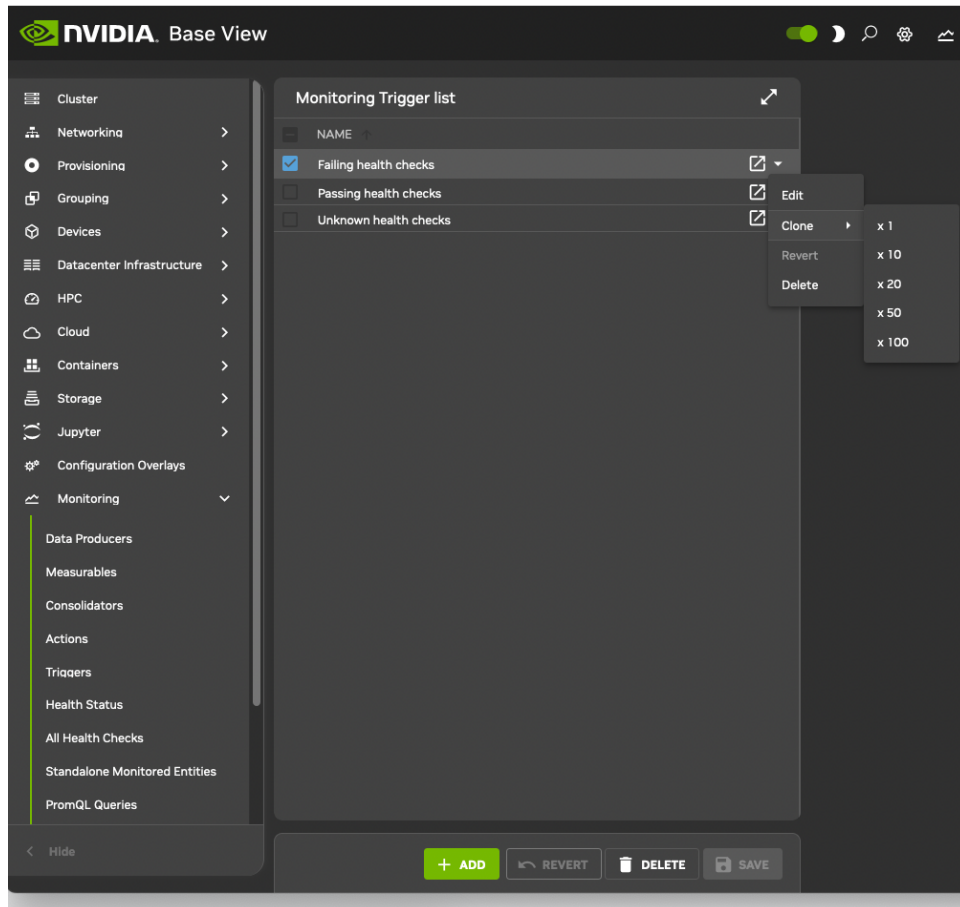 NVIDIA. Base View
Cluster
Networking
Provisioning
Grouping
Devices
Datacenter Infrastructure
HPC
Cloud
Containers
Storage
Jupyter
Configuration Overlays
Monitoring
Data Producers
Measurables
Consolidators
Actions
Triggers
Health Status
All Health Checks
Standalone Monitored Entities
PromQL Queries
Hide
Monitoring Trigger list
NAME
Failing health checks
Passing health checks
Unknown health checks
Edit
Clone
Revert
Delete
x 1
x 10
x 20
x 50
x 100
ADD
REVERT
DELETE
SAVE